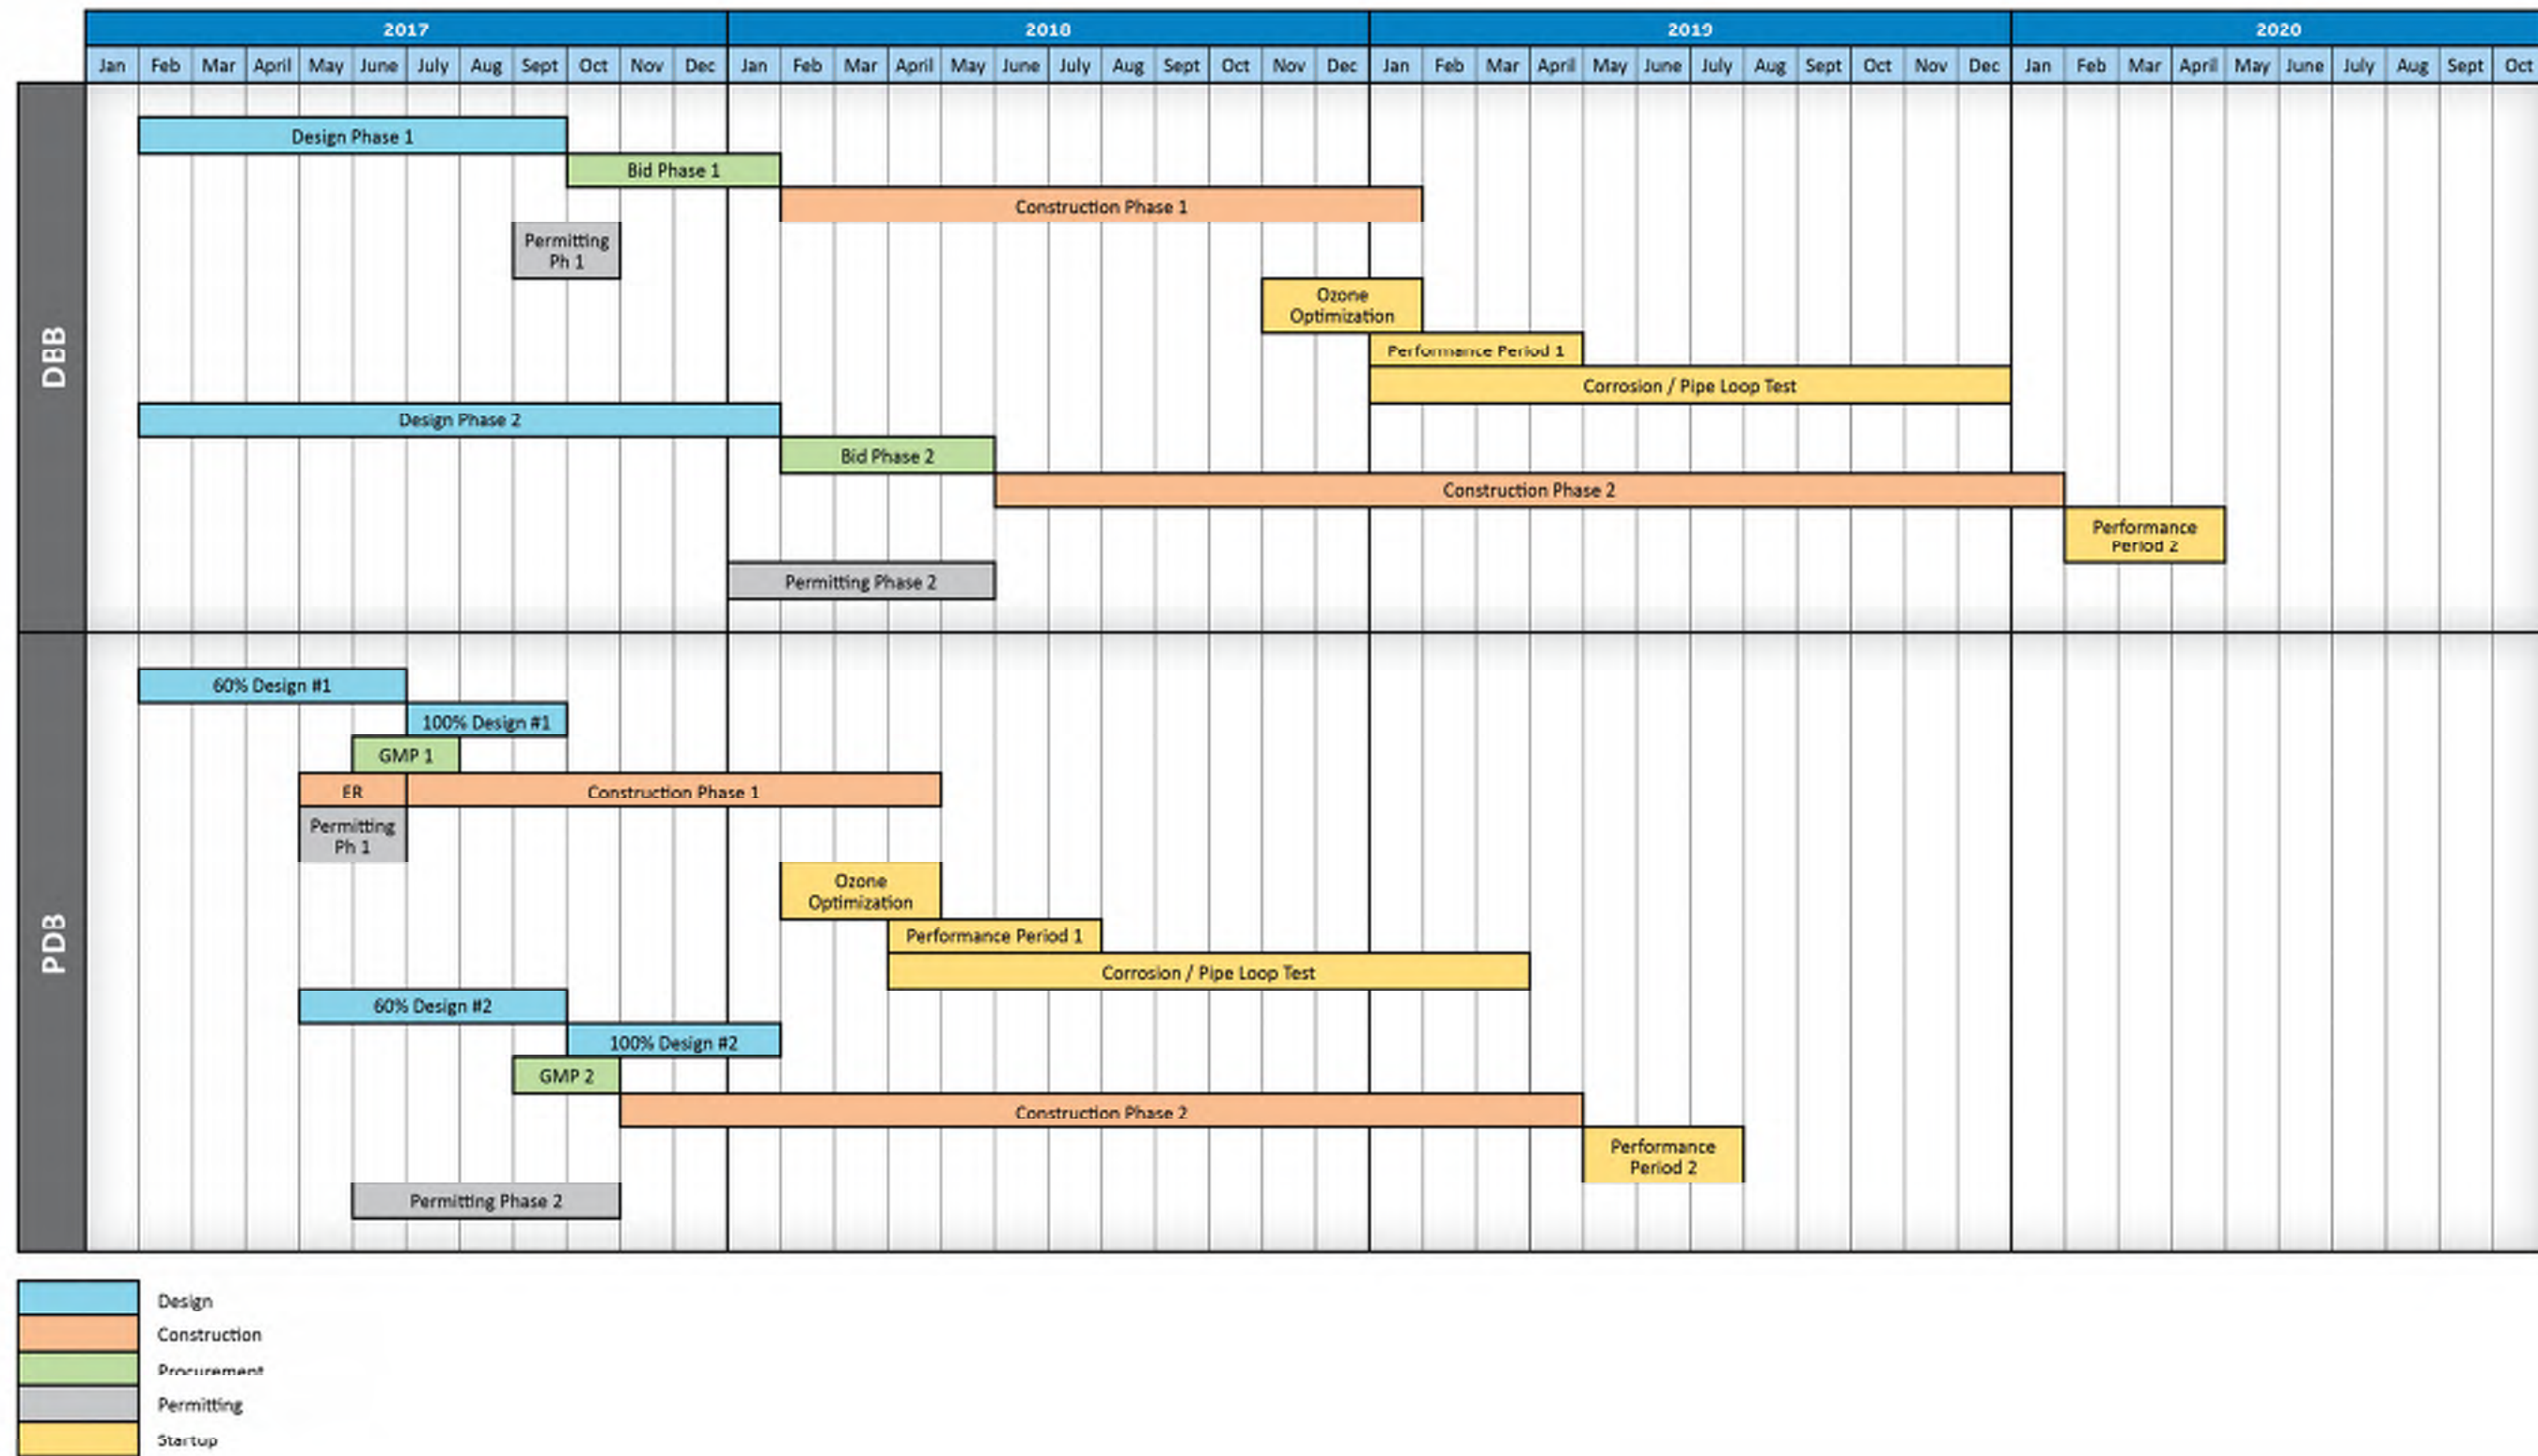 2017 2018 2019 2020
Jan Feb Mar April May June July Aug Sept Oct Nov Dec Jan Feb Mar April May June July Aug Sept Oct Nov Dec Jan Feb Mar April May June July Aug Sept Oct Nov Dec Jan Feb Mar April May June July Aug Sept Oct
DBB
Design Phase 1
Bid Phase 1
Construction Phase 1
Permitting
Ph 1
Ozone
Optimization
Performance Period 1
Corrosion / Pipe Loop Test
Design Phase 2
Bid Phase 2
Construction Phase 2
Performance
Period 2
Permitting Phase 2
PDB
60% Design #1
100% Design #1
GMP 1
ER Construction Phase 1
Permitting
Ph 1
Ozone
Optimization
Performance Period 1
Corrosion / Pipe Loop Test
60% Design #2
100% Design #2
GMP 2
Construction Phase 2
Performance
Period 2
Permitting Phase 2
Design
Construction
Procurement
Permitting
Startup